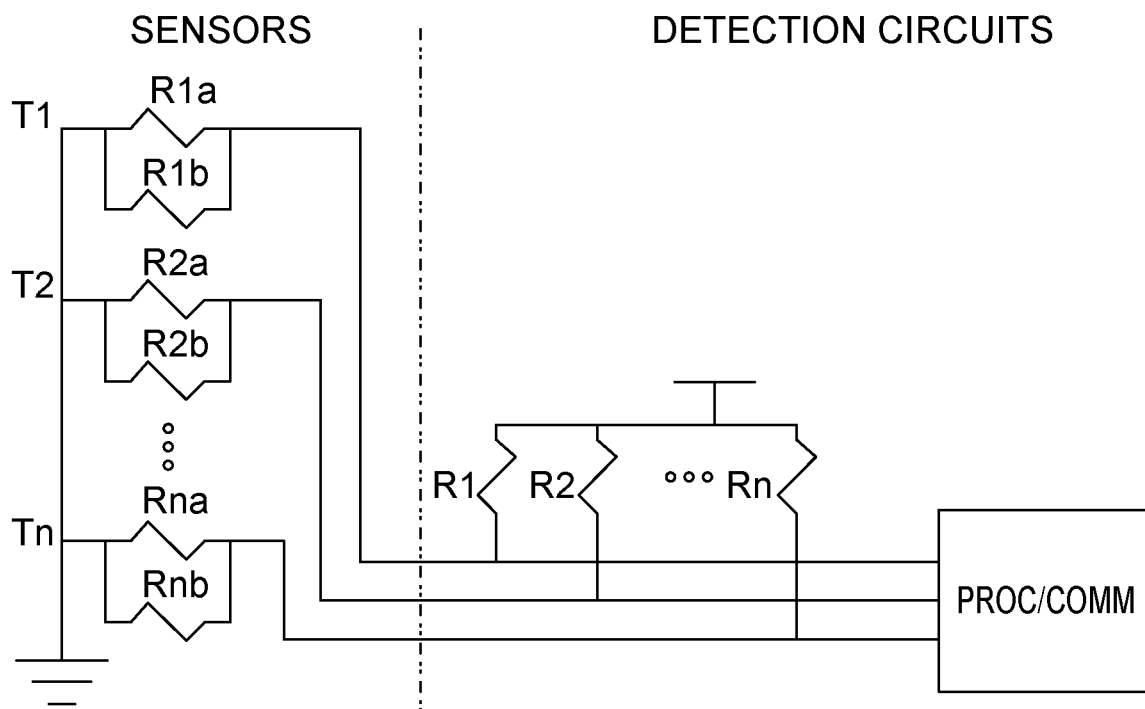 SENSORS
DETECTION CIRCUITS
T1
R1a
R1b
T2
R2a
R2b
Rna
Tn
Rnb
R1
R2
Rn
PROC/COMM